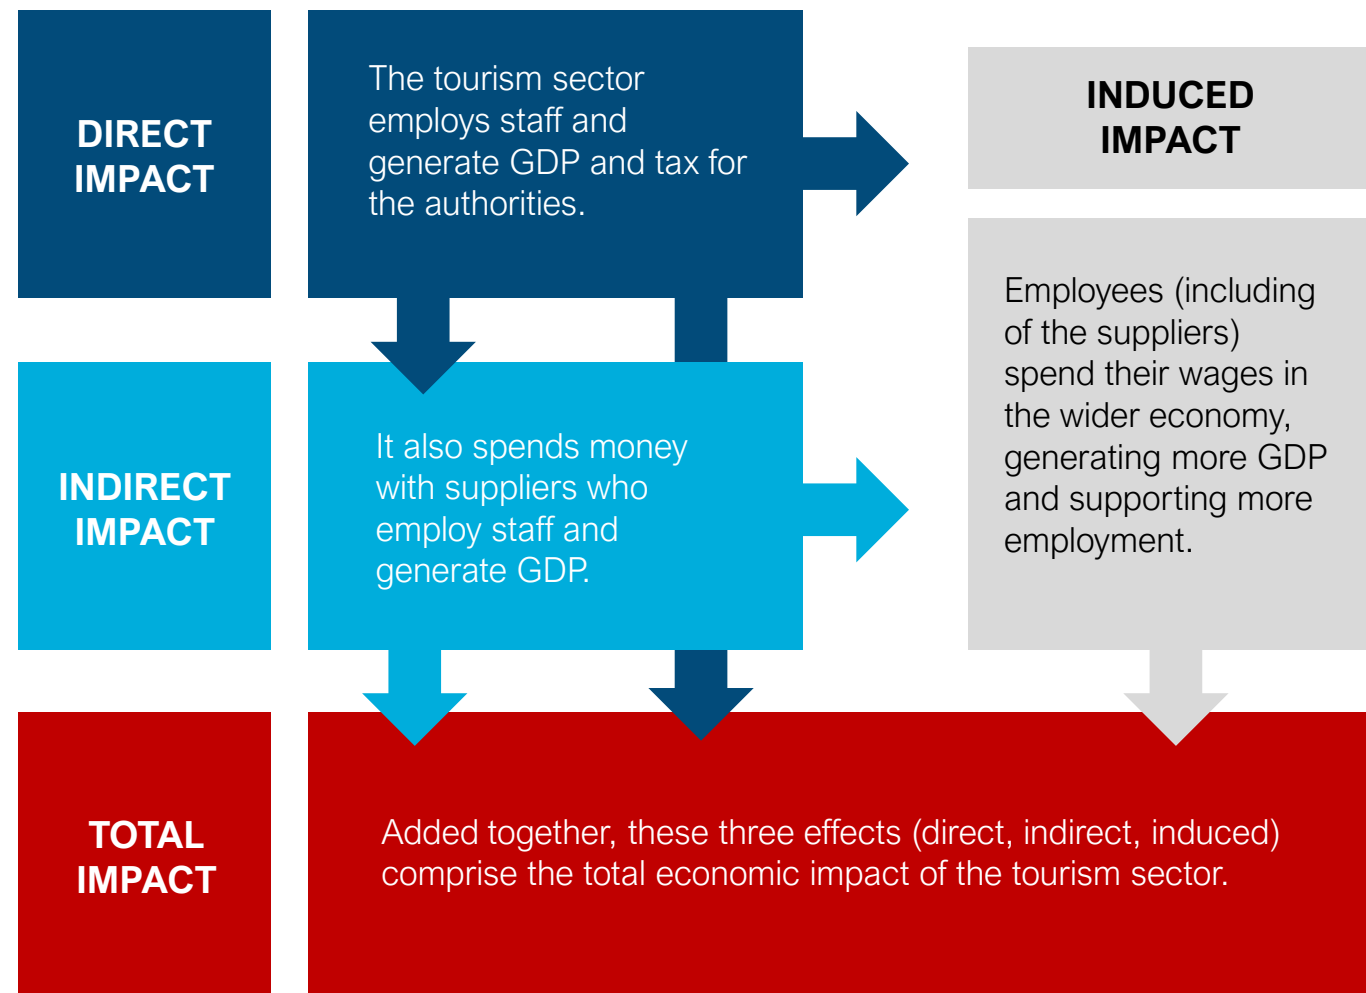 DIRECT
IMPACT
The tourism sector
employs staff and
generate GDP and tax for
the authorities.
INDUCED
IMPACT
Employees (including
of the suppliers)
spend their wages in
the wider economy,
generating more GDP
and supporting more
employment.
INDIRECT
IMPACT
It also spends money
with suppliers who
employ staff and
generate GDP.
TOTAL
IMPACT
Added together, these three effects (direct, indirect, induced)
comprise the total economic impact of the tourism sector.